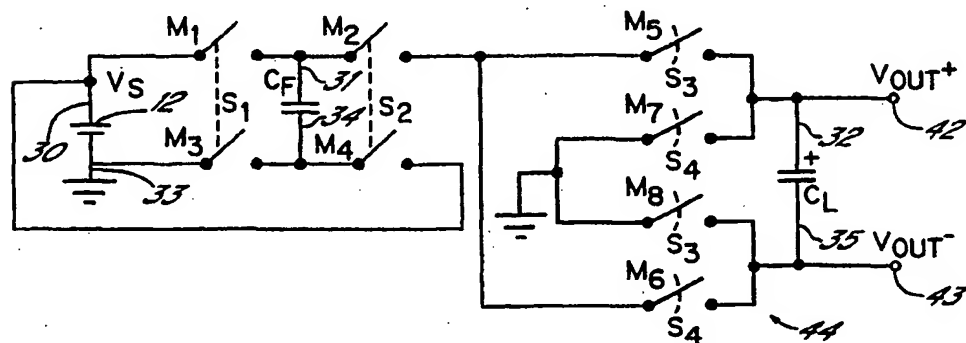 M1
M2
M5
VS
CF
31
S3
VOUT+
12
S1
34
S2
M7
32
42
30
M3
M4
S4
+
33
M8
CL
35
VOUT-
S3
M6
43
S4
44